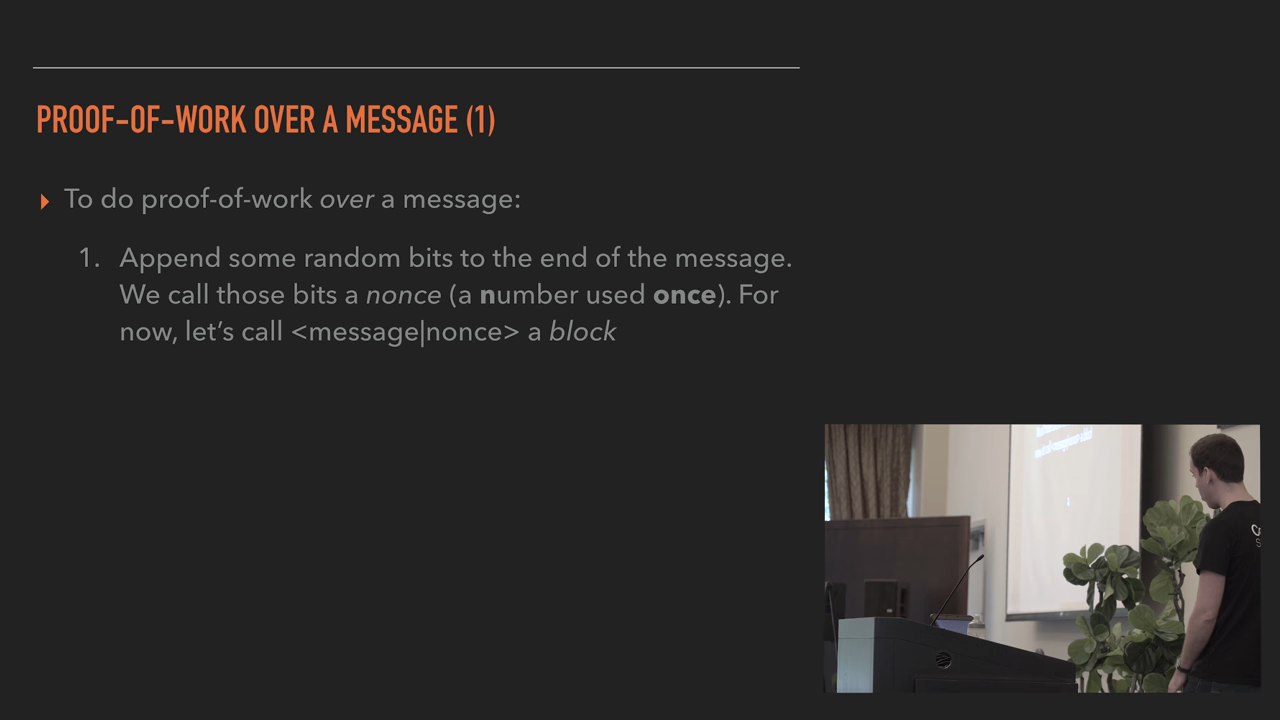 PROOF-OF-WORK OVER A MESSAGE (1)
To do proof-of-work over a message:
1. Append some random bits to the end of the message.
We call those bits a nonce (a number used once). For
now, let’s call <message|nonce> a block